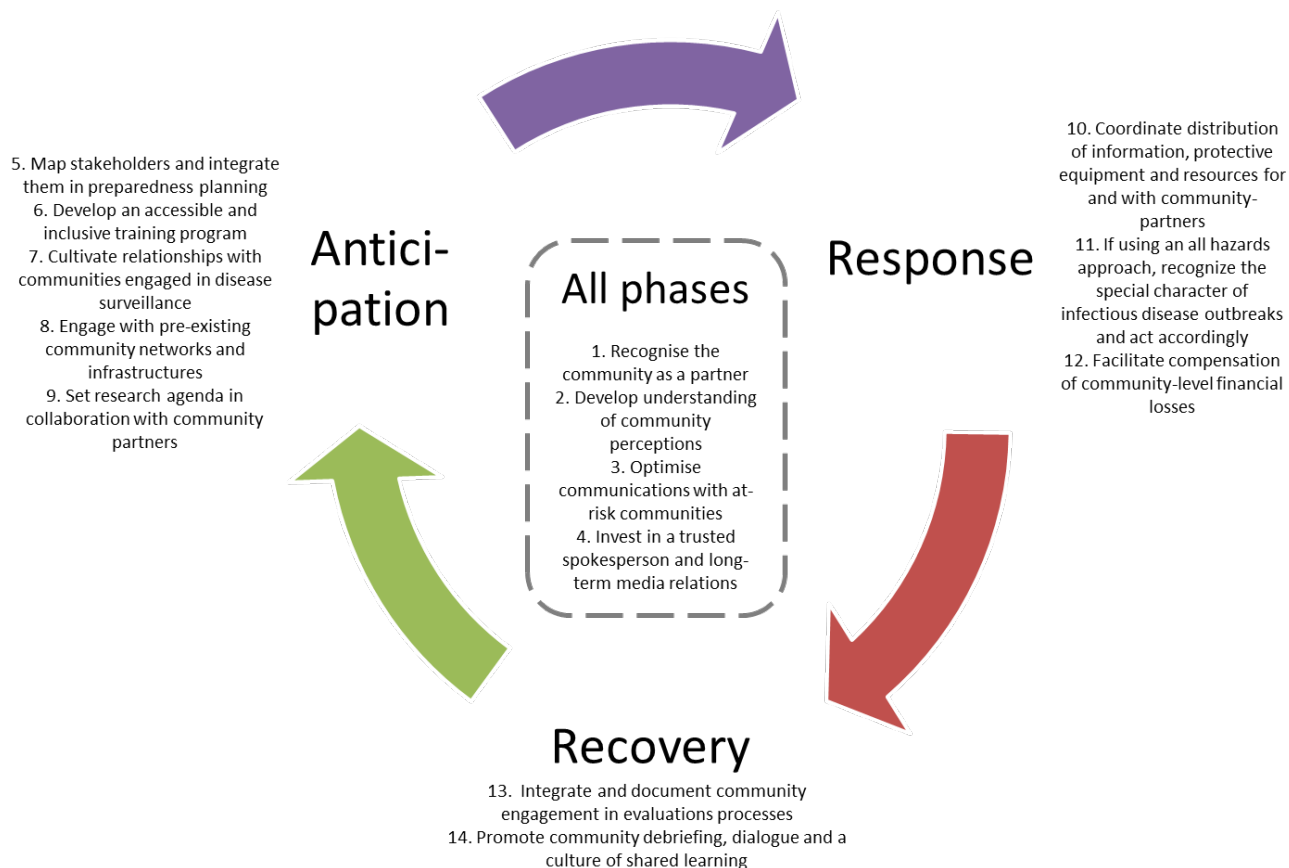 5. Map stakeholders and integrate
them in preparedness planning
6. Develop an accessible and
inclusive training program
7. Cultivate relationships with
communities engaged in disease
surveillance
8. Engage with pre-existing
community networks and
infrastructures
9. Set research agenda in
collaboration with community
partners
Antici-
pation
All phases
1. Recognise the
community as a partner
2. Develop understanding
of community
perceptions
3. Optimise
communications with at-
risk communities
4. Invest in a trusted
spokesperson and long-
term media relations
Response
10. Coordinate distribution
of information, protective
equipment and resources for
and with community-
partners
11. If using an all hazards
approach, recognize the
special character of
infectious disease outbreaks
and act accordingly
12. Facilitate compensation
of community-level financial
losses
Recovery
13. Integrate and document community
engagement in evaluations processes
14. Promote community debriefing, dialogue and a
culture of shared learning